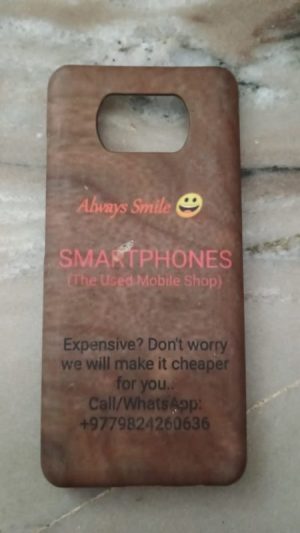 Always Smile 😀
SMARTPHONES
(The Used Mobile Shop)
Expensive? Don't worry
we will make it cheaper
for you..
Call/WhatsApp:
+9779824260636